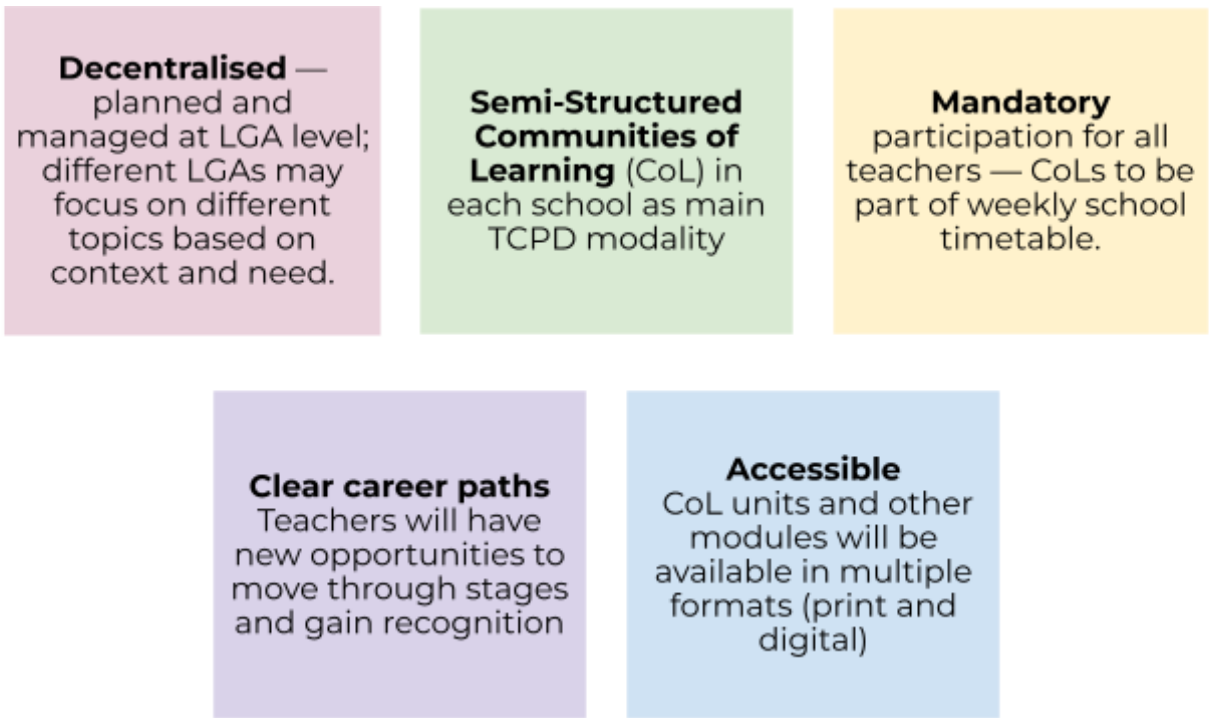 Decentralised —
planned and
managed at LGA level;
different LGAs may
focus on different
topics based on
context and need.
Semi-Structured
Communities of
Learning (CoL) in
each school as main
TCPD modality
Mandatory
participation for all
teachers — CoLs to be
part of weekly school
timetable.
Clear career paths
Teachers will have
new opportunities to
move through stages
and gain recognition
Accessible
CoL units and other
modules will be
available in multiple
formats (print and
digital)